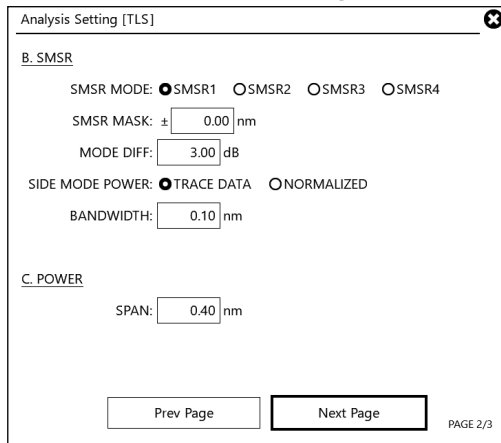 Analysis Setting [TLS]
B. SMSR
SMSR MODE: SMSR1 SMSR2 SMSR3 SMSR4
SMSR MASK: ± 0.00 nm
MODE DIFF: 3.00 dB
SIDE MODE POWER: TRACE DATA NORMALIZED
BANDWIDTH: 0.10 nm
C. POWER
SPAN: 0.40 nm
Prev Page Next Page
PAGE 2/3